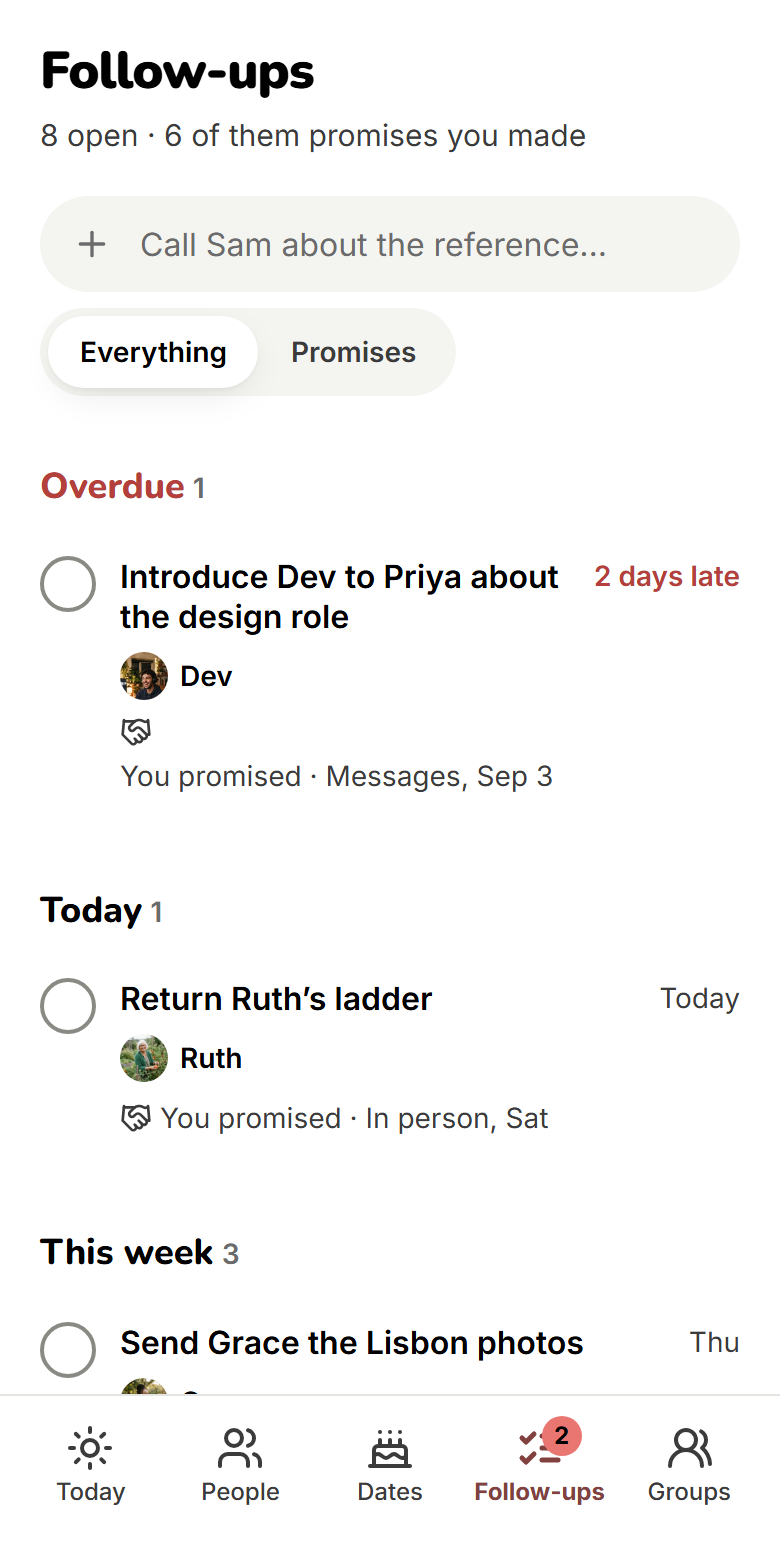 Follow-ups
8 open · 6 of them promises you made
Call Sam about the reference...
Everything
Promises
Overdue 1
Introduce Dev to Priya about
the design role
2 days late
Dev
You promised · Messages, Sep 3
Today 1
Return Ruth’s ladder
Today
Ruth
You promised · In person, Sat
This week 3
Send Grace the Lisbon photos
Thu
2
Today
People
Dates
Follow-ups
Groups